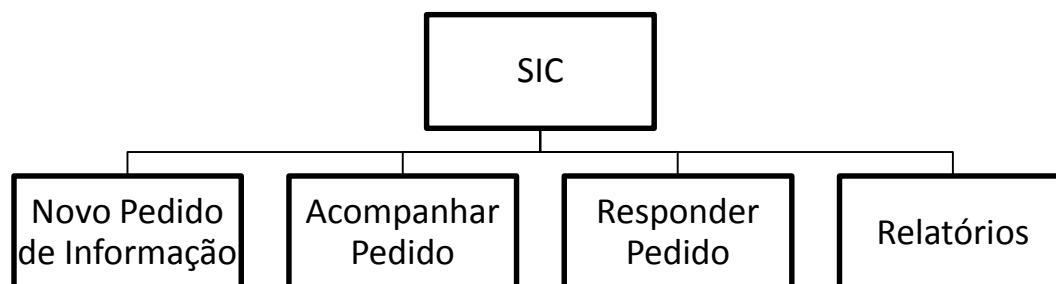 SIC
Novo Pedido
de Informação
Acompanhar
Pedido
Responder
Pedido
Relatórios